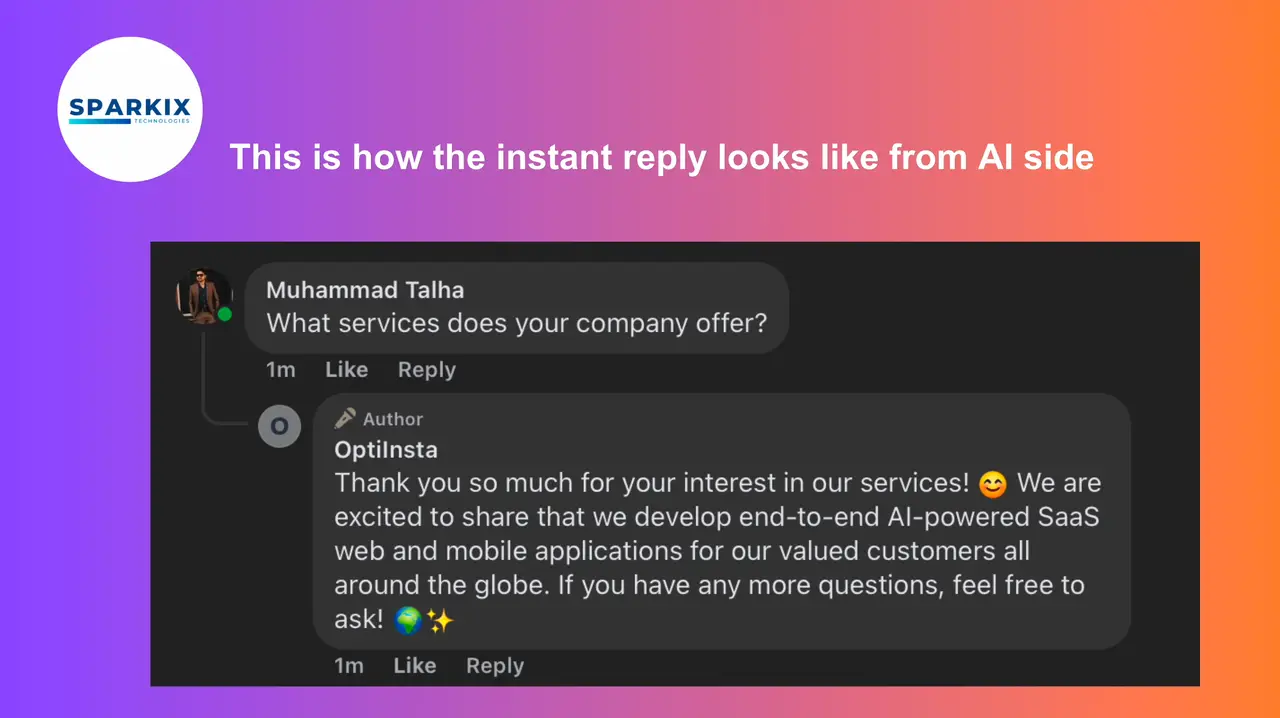 SPARKIX
TECHNOLOGIES
This is how the instant reply looks like from AI side
Muhammad Talha
What services does your company offer?
1m Like Reply
O
Author
OptiInsta
Thank you so much for your interest in our services! 😊 We are
excited to share that we develop end-to-end AI-powered SaaS
web and mobile applications for our valued customers all
around the globe. If you have any more questions, feel free to
ask! 🌍✨
1m Like Reply